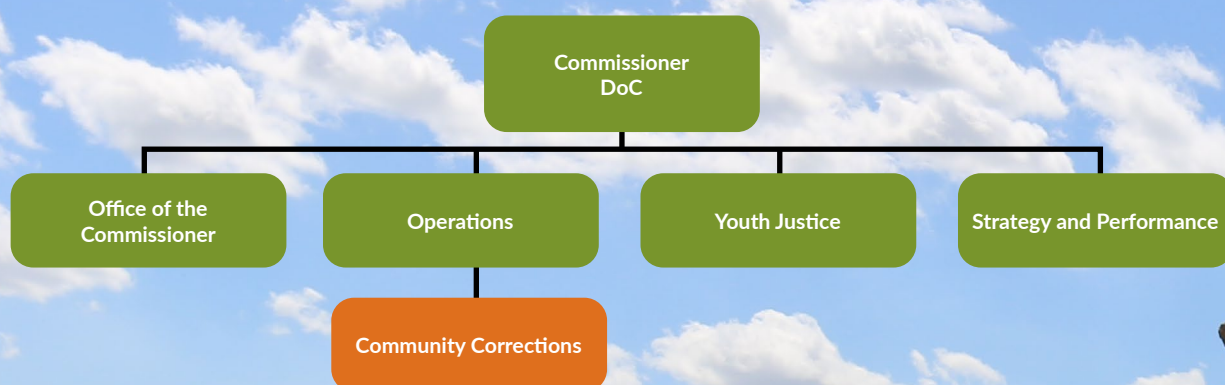 Commissioner
DoC
Office of the
Commissioner
Operations
Youth Justice
Strategy and Performance
Community Corrections